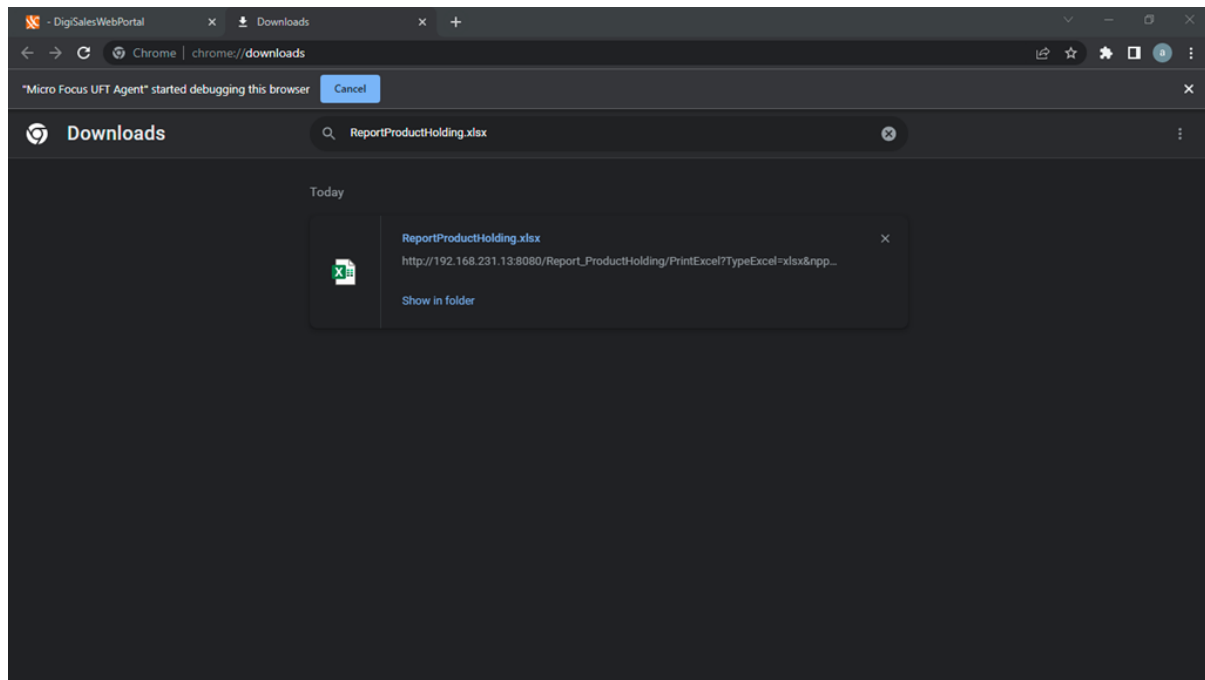 - DigiSalesWebPortal
Downloads
Chrome | chrome://downloads
a
"Micro Focus UFT Agent" started debugging this browser
Cancel
Downloads
ReportProductHolding.xlsx
Today
ReportProductHolding.xlsx
http://192.168.231.13:8080/Report_ProductHolding/PrintExcel?TypeExcel=xlsx&npp...
Show in folder